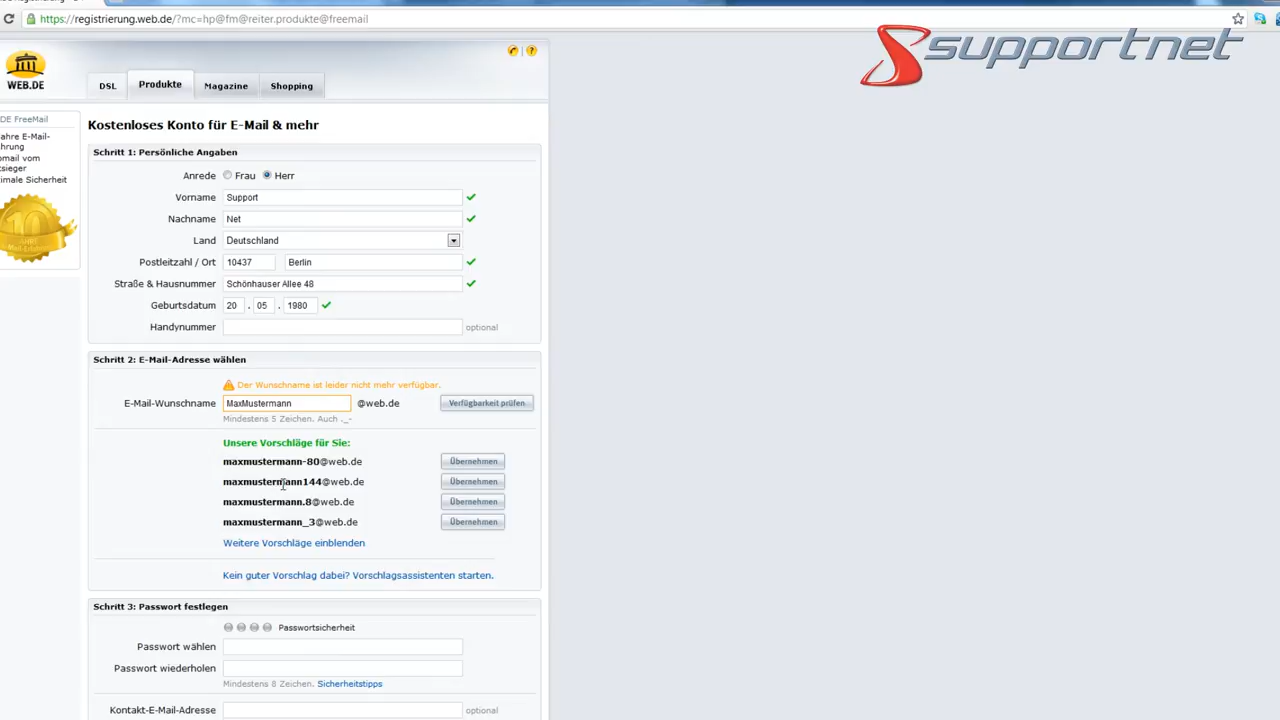 https://registrierung.web.de/?mc=hp@fm@reiter.produkte@freemail
supportnet
WEB.DE
DSL
Produkte
Magazine
Shopping
DE FreeMail
ahre E-Mail-
hrung
omail vom
tsieger
imale Sicherheit
10
Kostenloses Konto für E-Mail & mehr
Schritt 1: Persönliche Angaben
Anrede Frau Herr
Vorname Support
Nachname Net
Land Deutschland
Postleitzahl / Ort 10437 Berlin
Straße & Hausnummer Schönhauser Allee 48
Geburtsdatum 20 . 05 . 1980
Handynummer optional
Schritt 2: E-Mail-Adresse wählen
Der Wunschname ist leider nicht mehr verfügbar.
E-Mail-Wunschname MaxMustermann @web.de Verfügbarkeit prüfen
Mindestens 5 Zeichen. Auch ._-
Unsere Vorschläge für Sie:
maxmustermann-80@web.de Übernehmen
maxmustermann144@web.de Übernehmen
maxmustermann.8@web.de Übernehmen
maxmustermann_3@web.de Übernehmen
Weitere Vorschläge einblenden
Kein guter Vorschlag dabei? Vorschlagsassistenten starten.
Schritt 3: Passwort festlegen
Passwortsicherheit
Passwort wählen
Passwort wiederholen
Mindestens 8 Zeichen. Sicherheitstipps
Kontakt-E-Mail-Adresse optional